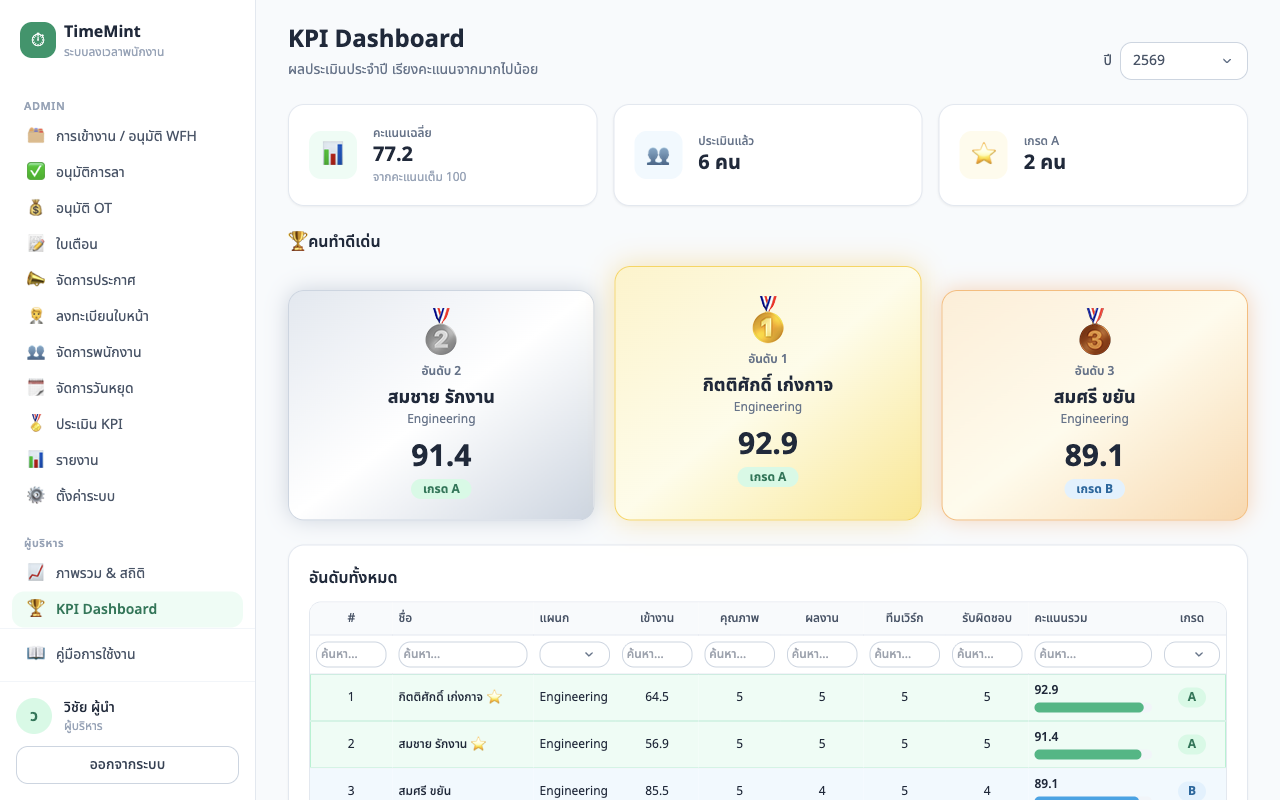 TimeMint
ระบบลงเวลาพนักงาน
ADMIN
การเข้างาน / อนุมัติ WFH
อนุมัติการลา
อนุมัติ OT
ใบเตือน
จัดการประกาศ
ลงทะเบียนใบหน้า
จัดการพนักงาน
จัดการวันหยุด
ประเมิน KPI
รายงาน
ตั้งค่าระบบ
ผู้บริหาร
ภาพรวม & สถิติ
KPI Dashboard
คู่มือการใช้งาน
ว
วิชัย ผู้นำ
ผู้บริหาร
ออกจากระบบ
KPI Dashboard
ผลประเมินประจำปี เรียงคะแนนจากมากไปน้อย
ปี 2569
คะแนนเฉลี่ย
77.2
จากคะแนนเต็ม 100
ประเมินแล้ว
6 คน
เกรด A
2 คน
คนทำดีเด่น
2
อันดับ 2
สมชาย รักงาน
Engineering
91.4
เกรด A
1
อันดับ 1
กิตติศักดิ์ เก่งกาจ
Engineering
92.9
เกรด A
3
อันดับ 3
สมศรี ขยัน
Engineering
89.1
เกรด B
อันดับทั้งหมด
# ชื่อ แผนก เข้างาน คุณภาพ ผลงาน ทีมเวิร์ก รับผิดชอบ คะแนนรวม เกรด
ค้นหา... ค้นหา... ค้นหา... ค้นหา... ค้นหา... ค้นหา... ค้นหา... ค้นหา...
1 กิตติศักดิ์ เก่งกาจ Engineering 64.5 5 5 5 5 92.9 A
2 สมชาย รักงาน Engineering 56.9 5 5 5 5 91.4 A
3 สมศรี ขยัน Engineering 85.5 5 4 5 4 89.1 B